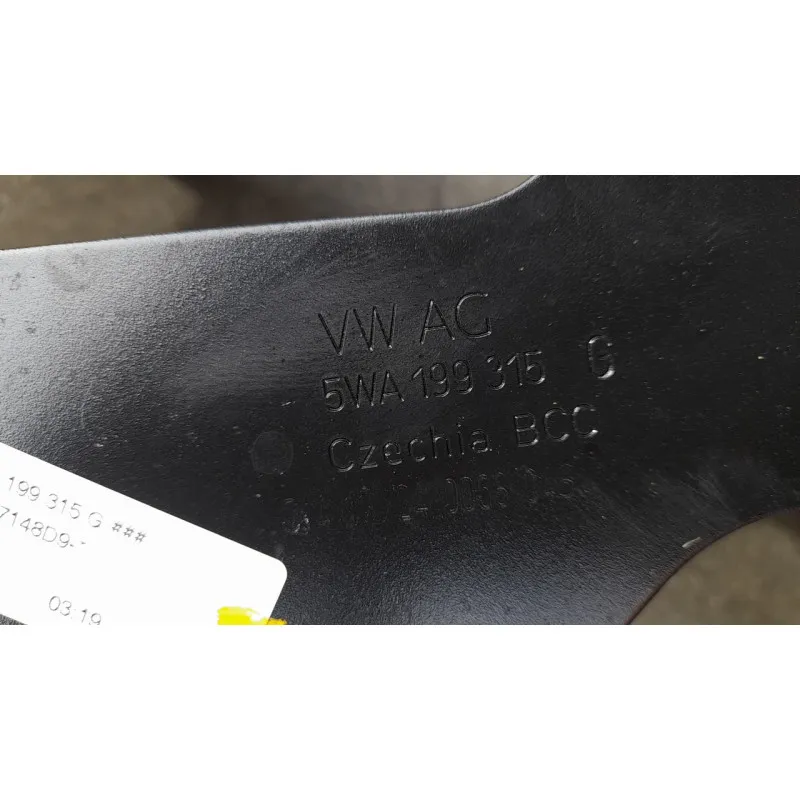 VW AG
5WA 199 315 G
Czechia BCC
199 315 G ###
7148D9-
03.19